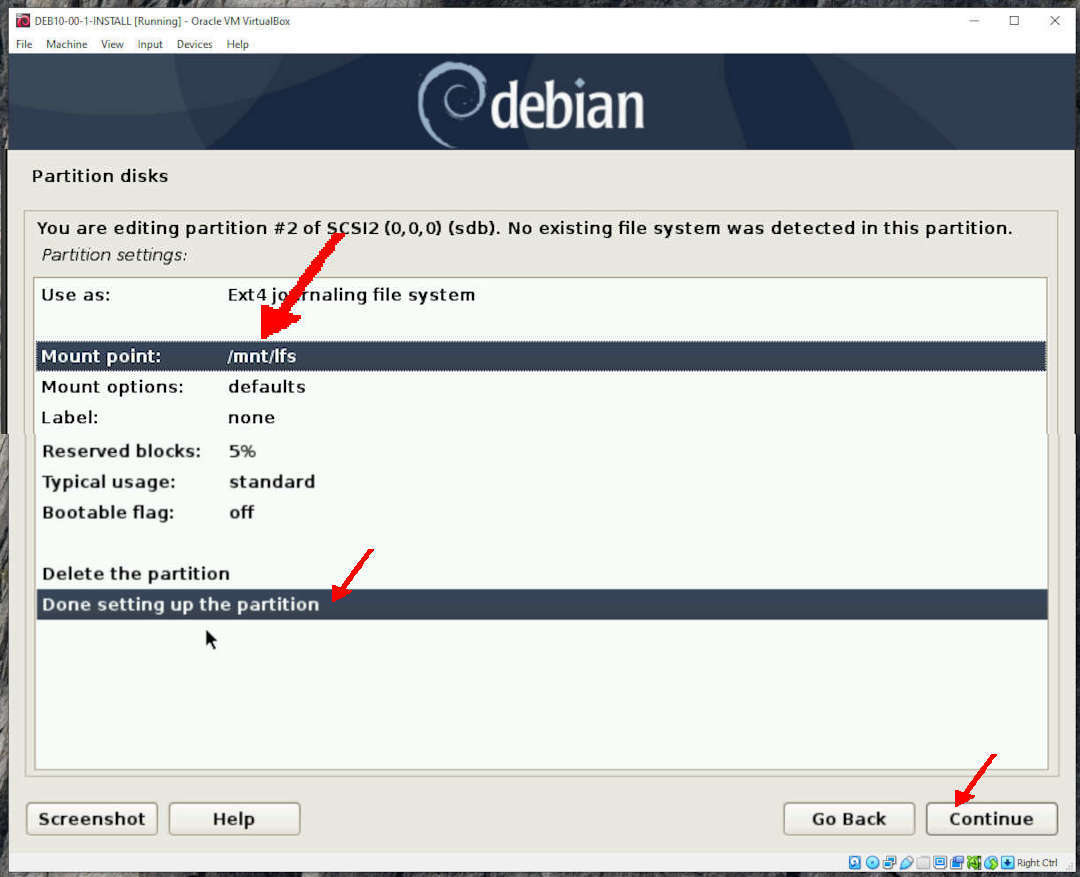 DEB10-00-1-INSTALL [Running] - Oracle VM VirtualBox
File Machine View Input Devices Help
debian
Partition disks
You are editing partition #2 of SCSI2 (0,0,0) (sdb). No existing file system was detected in this partition.
Partition settings:
Use as: Ext4 journaling file system
Mount point: /mnt/lfs
Mount options: defaults
Label: none
Reserved blocks: 5%
Typical usage: standard
Bootable flag: off
Delete the partition
Done setting up the partition
Screenshot Help Go Back Continue
Right Ctrl